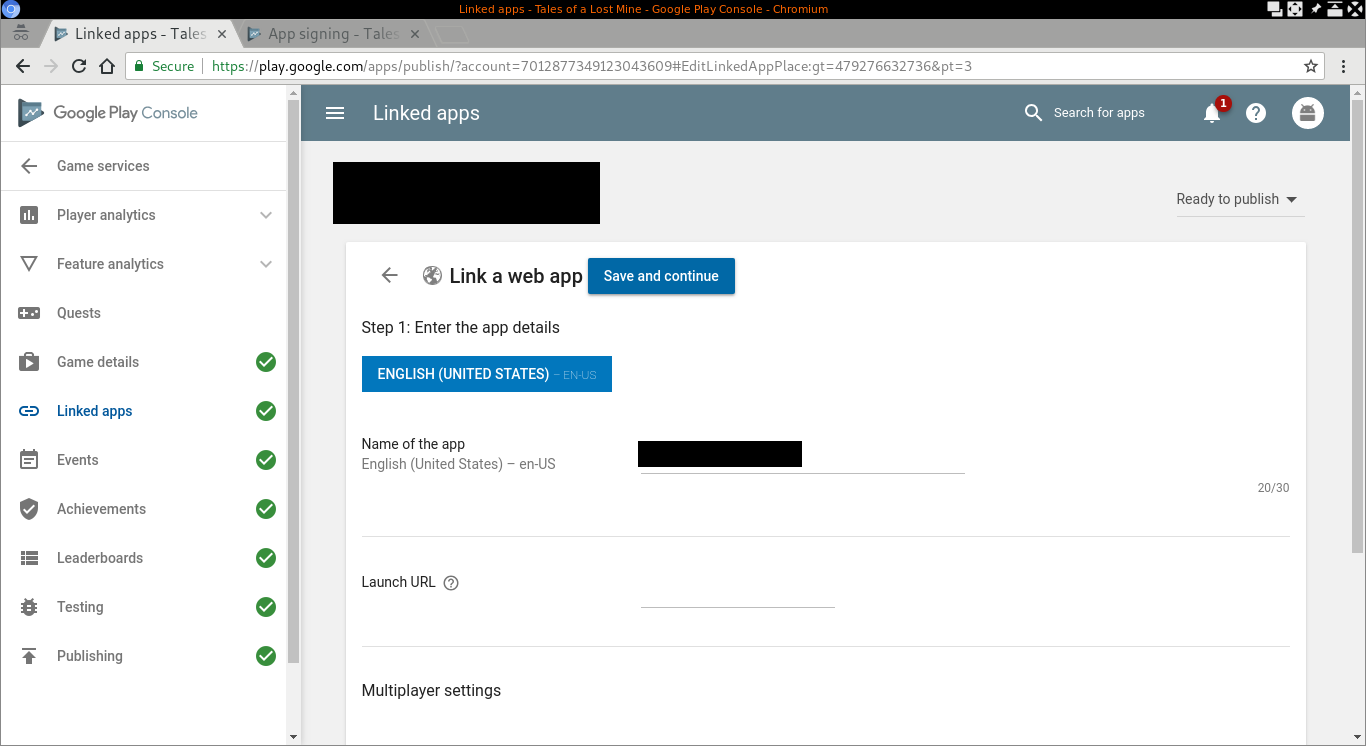 Linked apps - Tales of a Lost Mine - Google Play Console - Chromium
Linked apps - Tales
App signing - Tales
Secure
https://play.google.com/apps/publish/?account=7012877349123043609#EditLinkedAppPlace:gt=479276632736&pt=3
Google Play Console
Linked apps
Search for apps
1
Game services
Ready to publish
Player analytics
Feature analytics
Quests
Game details
Linked apps
Events
Achievements
Leaderboards
Testing
Publishing
Link a web app
Save and continue
Step 1: Enter the app details
ENGLISH (UNITED STATES) – EN-US
Name of the app
English (United States) – en-US
20/30
Launch URL
Multiplayer settings